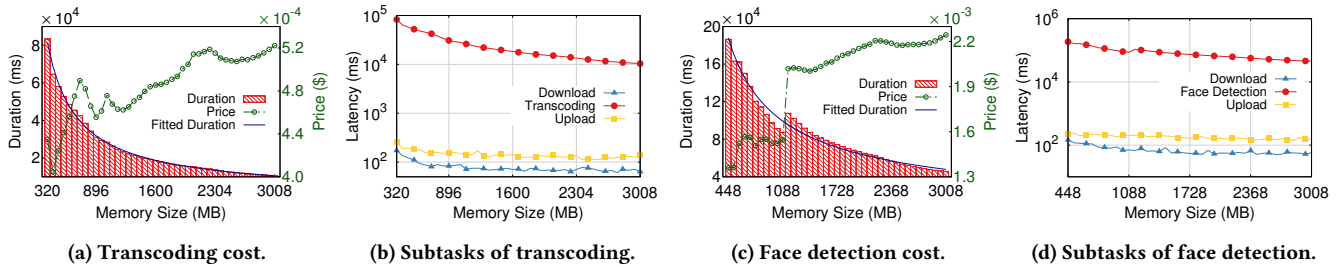 × 10⁴
× 10⁻⁴
Duration (ms)
8
6
4
2
5.2
4.8
4.4
4.0
Price ($)
Duration
Price
Fitted Duration
320 896 1600 2304 3008
Memory Size (MB)
(a) Transcoding cost.
Latency (ms)
10⁵
10⁴
10³
10²
Download
Transcoding
Upload
320 896 1600 2304 3008
Memory Size (MB)
(b) Subtasks of transcoding.
× 10⁴
× 10⁻³
Duration (ms)
20
16
12
8
4
2.2
1.9
1.6
1.3
Price ($)
Duration
Price
Fitted Duration
448 1088 1728 2368 3008
Memory Size (MB)
(c) Face detection cost.
Latency (ms)
10⁶
10⁴
10²
Download
Face Detection
Upload
448 1088 1728 2368 3008
Memory Size (MB)
(d) Subtasks of face detection.